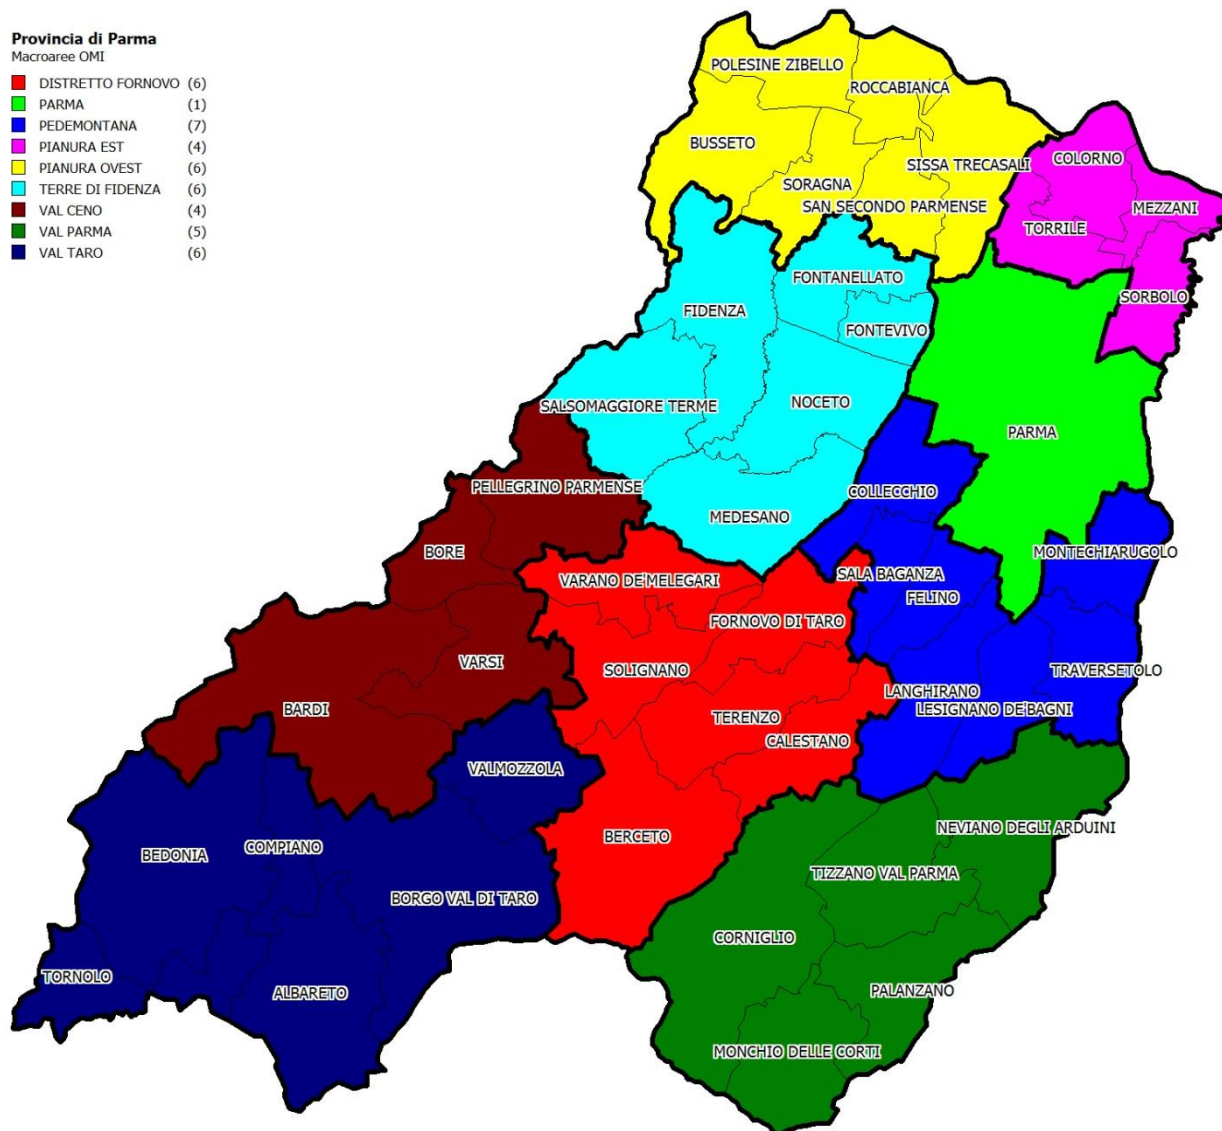 Provincia di Parma
Macroaree OMI
DISTRETTO FORNOVO (6)
PARMA (1)
PEDEMONTANA (7)
PIANURA EST (4)
PIANURA OVEST (6)
TERRE DI FIDENZA (6)
VAL CENO (4)
VAL PARMA (5)
VAL TARO (6)
POLESINE ZIBELLO
ROCCABIANCA
BUSSETO
SISSA TRECASALI
COLORNO
SORAGNA
SAN SECONDO PARMENSE
MEZZANI
TORRILE
FONTANELLATO
SORBOLO
FIDENZA
FONTEVIVO
SALSOMAGGIORE TERME
NOCETO
PARMA
PELLEGRINO PARMENSE
COLLECCHIO
MEDESANO
BORE
MONTECHIARUGOLO
VARANO DE'MELEGARI
SALA BAGANZA
FELINO
FORNOVO DI TARO
VARSI
SOLIGNANO
TRAVERSETOLO
LANGHIRANO
BARDI
LESIGNANO DE'BAGNI
TERENZO
CALESTANO
VALMOZZOLA
NEVIANO DEGLI ARDUINI
BERCETO
COMPIANO
BEDONIA
TIZZANO VAL PARMA
BORGO VAL DI TARO
CORNIGLIO
TORNOLO
ALBARETO
PALANZANO
MONCHIO DELLE CORTI